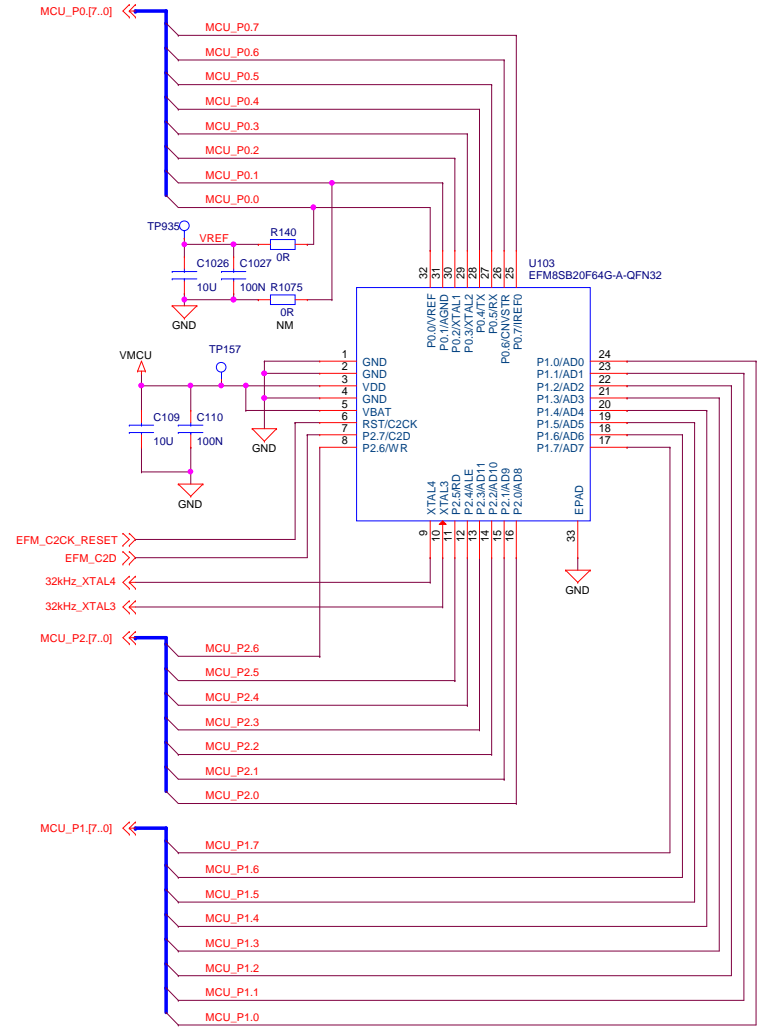 MCU_P0.[7..0]
MCU_P0.7
MCU_P0.6
MCU_P0.5
MCU_P0.4
MCU_P0.3
MCU_P0.2
MCU_P0.1
MCU_P0.0
TP935
VREF
R140
0R
C1026
10U
C1027
100N
R1075
0R
NM
GND
U103
EFM8SB20F64G-A-QFN32
32
31
30
29
28
27
26
25
P0.0/VREF
P0.1/AGND
P0.2/XTAL1
P0.3/XTAL2
P0.4/TX
P0.5/RX
P0.6/CNVSTR
P0.7/IREF0
VMCU
TP157
C109
10U
C110
100N
GND
GND
1 GND
2 GND
3 VDD
4 GND
5 VBAT
6 RST/C2CK
7 P2.7/C2D
8 P2.6/WR
P1.0/AD0 24
P1.1/AD1 23
P1.2/AD2 22
P1.3/AD3 21
P1.4/AD4 20
P1.5/AD5 19
P1.6/AD6 18
P1.7/AD7 17
XTAL4
XTAL3
P2.5/RD
P2.4/ALE
P2.3/AD11
P2.2/AD10
P2.1/AD9
P2.0/AD8
EPAD
9
10
11
12
13
14
15
16
33
GND
EFM_C2CK_RESET
EFM_C2D
32kHz_XTAL4
32kHz_XTAL3
MCU_P2.[7..0]
MCU_P2.6
MCU_P2.5
MCU_P2.4
MCU_P2.3
MCU_P2.2
MCU_P2.1
MCU_P2.0
MCU_P1.[7..0]
MCU_P1.7
MCU_P1.6
MCU_P1.5
MCU_P1.4
MCU_P1.3
MCU_P1.2
MCU_P1.1
MCU_P1.0